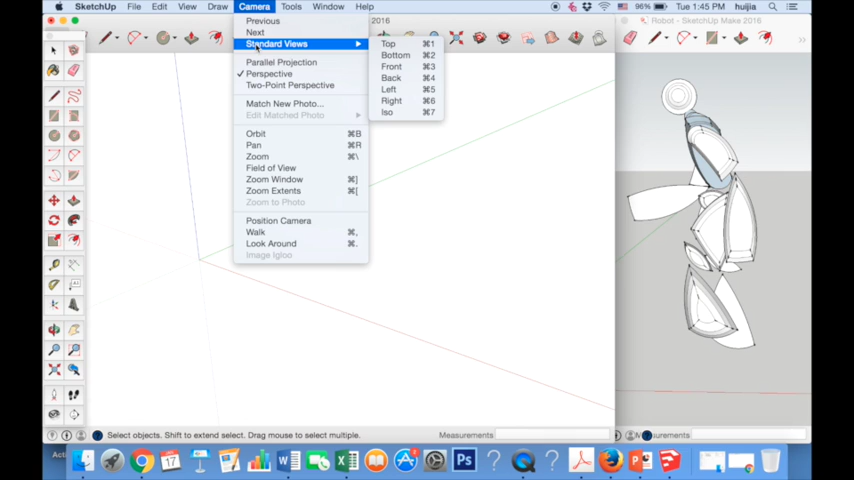 SketchUp File Edit View Draw Camera Tools Window Help 96% Tue 1:45 PM huijia
2016
Robot - SketchUp Make 2016
Previous
Next
Standard Views
Parallel Projection
✓ Perspective
Two-Point Perspective
Match New Photo...
Edit Matched Photo
Orbit ⌘B
Pan ⌘R
Zoom ⌘\
Field of View
Zoom Window ⌘]
Zoom Extents ⌘[
Zoom to Photo
Position Camera
Walk ⌘,
Look Around ⌘.
Image Igloo
Top ⌘1
Bottom ⌘2
Front ⌘3
Back ⌘4
Left ⌘5
Right ⌘6
Iso ⌘7
Select objects. Shift to extend select. Drag mouse to select multiple. Measurements
Measurements
17
Ps